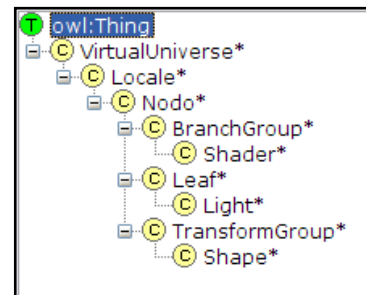 T owl:Thing
C VirtualUniverse*
C Locale*
C Nodo*
C BranchGroup*
C Shader*
C Leaf*
C Light*
C TransformGroup*
C Shape*